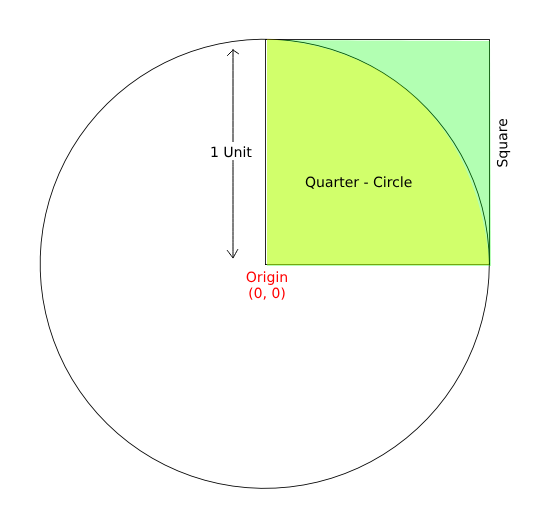 1 Unit
Square
Quarter - Circle
Origin
(0, 0)